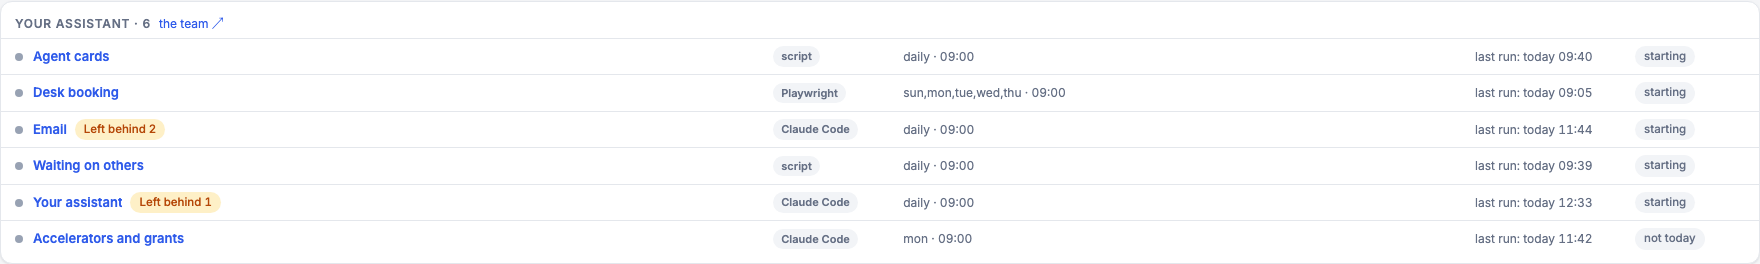 YOUR ASSISTANT · 6 the team ↗
Agent cards script daily · 09:00 last run: today 09:40 starting
Desk booking Playwright sun,mon,tue,wed,thu · 09:00 last run: today 09:05 starting
Email Left behind 2 Claude Code daily · 09:00 last run: today 11:44 starting
Waiting on others script daily · 09:00 last run: today 09:39 starting
Your assistant Left behind 1 Claude Code daily · 09:00 last run: today 12:33 starting
Accelerators and grants Claude Code mon · 09:00 last run: today 11:42 not today